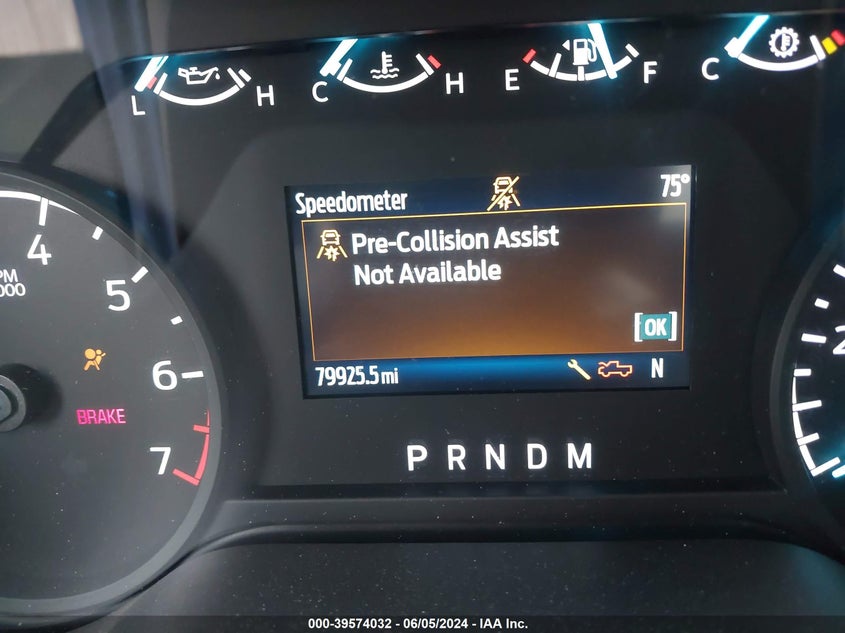 L H C H E F C
Speedometer 75°
Pre-Collision Assist
Not Available
[OK]
79925.5 mi N
4
5
6
7
BRAKE
P R N D M
000-39574032 - 06/05/2024 - IAA Inc.